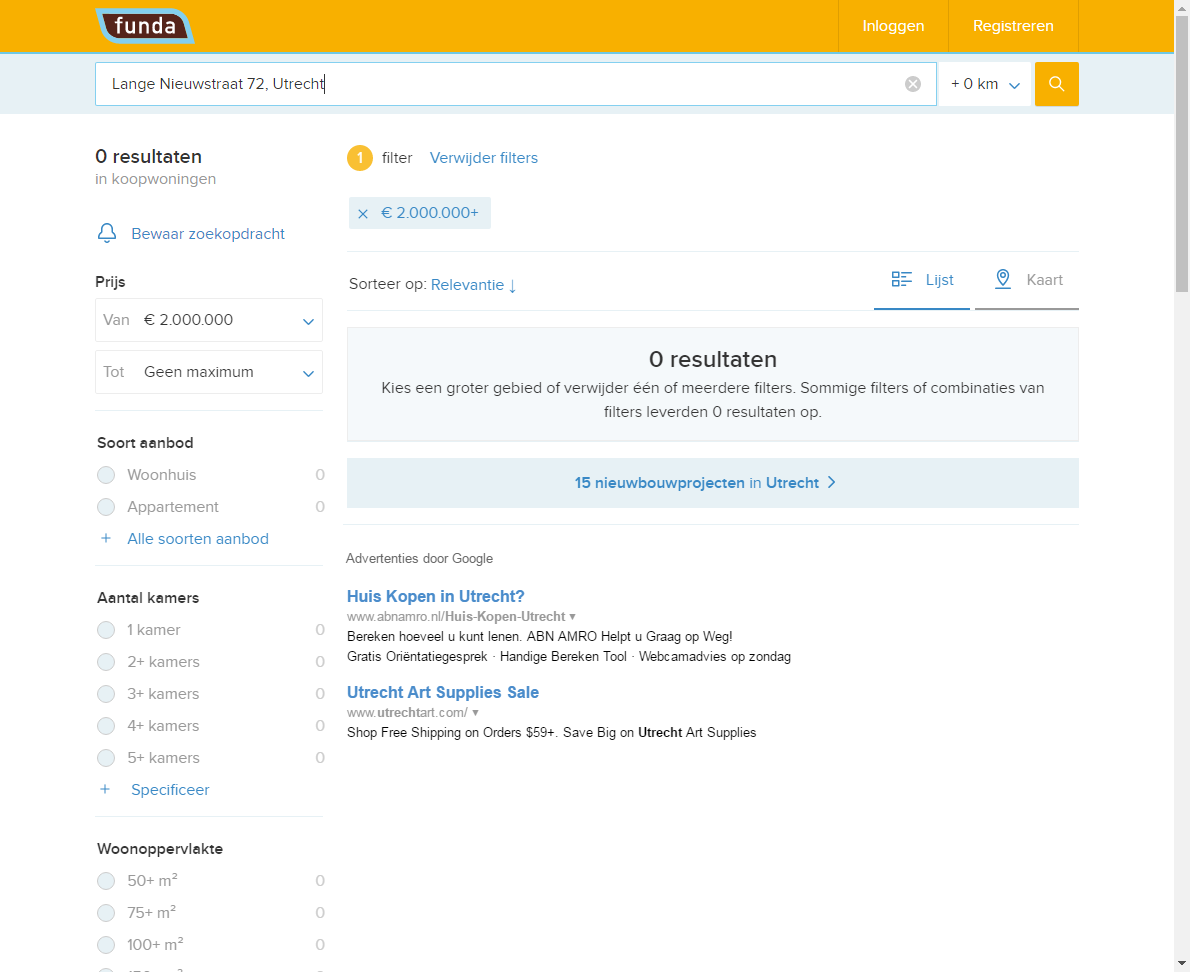 funda
Inloggen
Registreren
Lange Nieuwstraat 72, Utrecht
+ 0 km
0 resultaten
in koopwoningen
1 filter Verwijder filters
€ 2.000.000+
Bewaar zoekopdracht
Sorteer op: Relevantie ↓
Lijst
Kaart
Prijs
Van € 2.000.000
Tot Geen maximum
0 resultaten
Kies een groter gebied of verwijder één of meerdere filters. Sommige filters of combinaties van
filters leverden 0 resultaten op.
15 nieuwbouwprojecten in Utrecht
Soort aanbod
Woonhuis 0
Appartement 0
+ Alle soorten aanbod
Aantal kamers
1 kamer 0
2+ kamers 0
3+ kamers 0
4+ kamers 0
5+ kamers 0
+ Specificeer
Woonoppervlakte
50+ m² 0
75+ m² 0
100+ m² 0
Advertenties door Google
Huis Kopen in Utrecht?
www.abnamro.nl/Huis-Kopen-Utrecht ▾
Bereken hoeveel u kunt lenen. ABN AMRO Helpt u Graag op Weg!
Gratis Oriëntatiegesprek · Handige Bereken Tool · Webcamadvies op zondag
Utrecht Art Supplies Sale
www.utrechtart.com/ ▾
Shop Free Shipping on Orders $59+. Save Big on Utrecht Art Supplies